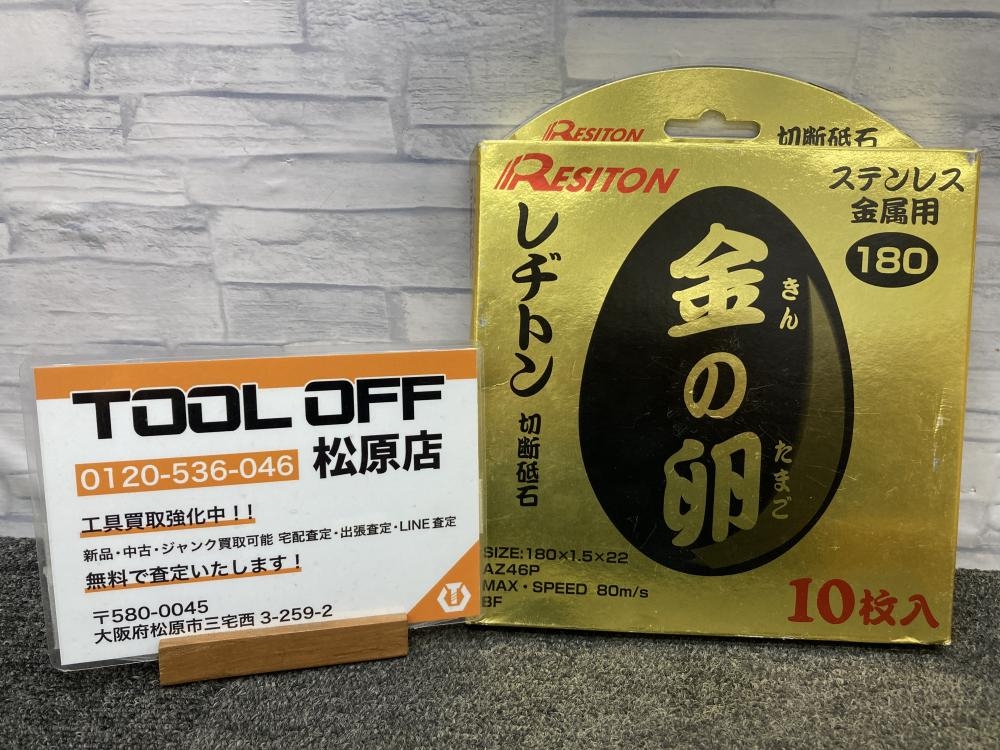 TOOL OFF
0120-536-046 松原店
工具買取強化中!!
新品・中古・ジャンク買取可能 宅配査定・出張査定・LINE査定
無料で査定いたします!
〒580-0045
大阪府松原市三宅西 3-259-2
RESITON 切断砥石
RESITON
レヂトン 切断砥石
ステンレス
金属用
180
金の卵
きん
たまご
SIZE:180×1.5×22
AZ46P
MAX・SPEED 80m/s
BF
10枚入